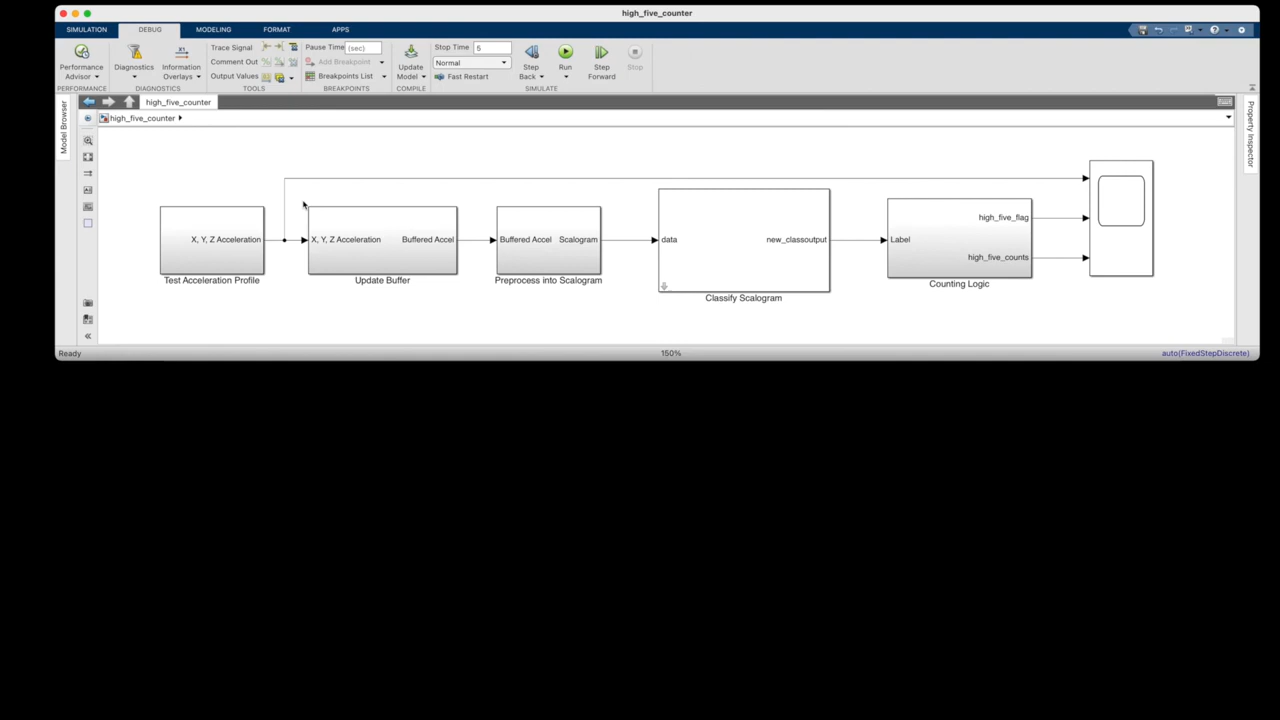 high_five_counter
SIMULATION DEBUG MODELING FORMAT APPS
Performance Advisor
PERFORMANCE
Diagnostics
Information Overlays
DIAGNOSTICS
Trace Signal
Comment Out
Output Values
TOOLS
Pause Time (sec)
Add Breakpoint
Breakpoints List
BREAKPOINTS
Update Model
COMPILE
Stop Time 5
Normal
Fast Restart
Step Back
Run
Step Forward
Stop
SIMULATE
high_five_counter
high_five_counter
Model Browser
Property Inspector
X, Y, Z Acceleration
Test Acceleration Profile
X, Y, Z Acceleration Buffered Accel
Update Buffer
Buffered Accel Scalogram
Preprocess into Scalogram
data new_classoutput
Classify Scalogram
Label
high_five_flag
high_five_counts
Counting Logic
Ready 150% auto(FixedStepDiscrete)